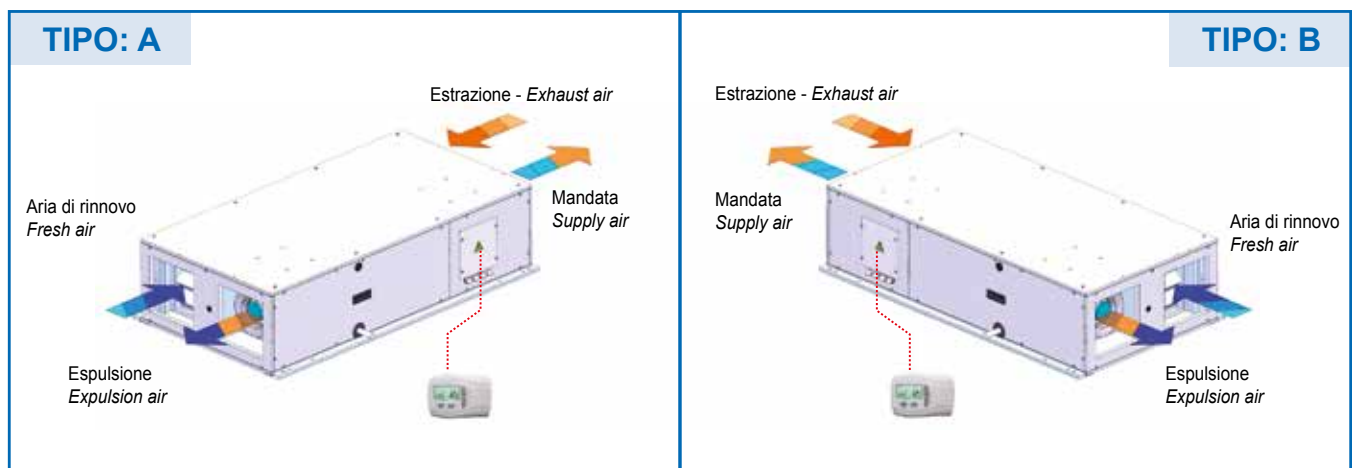 TIPO: A
Estrazione - Exhaust air
Mandata
Supply air
Aria di rinnovo
Fresh air
Espulsione
Expulsion air
TIPO: B
Estrazione - Exhaust air
Mandata
Supply air
Aria di rinnovo
Fresh air
Espulsione
Expulsion air